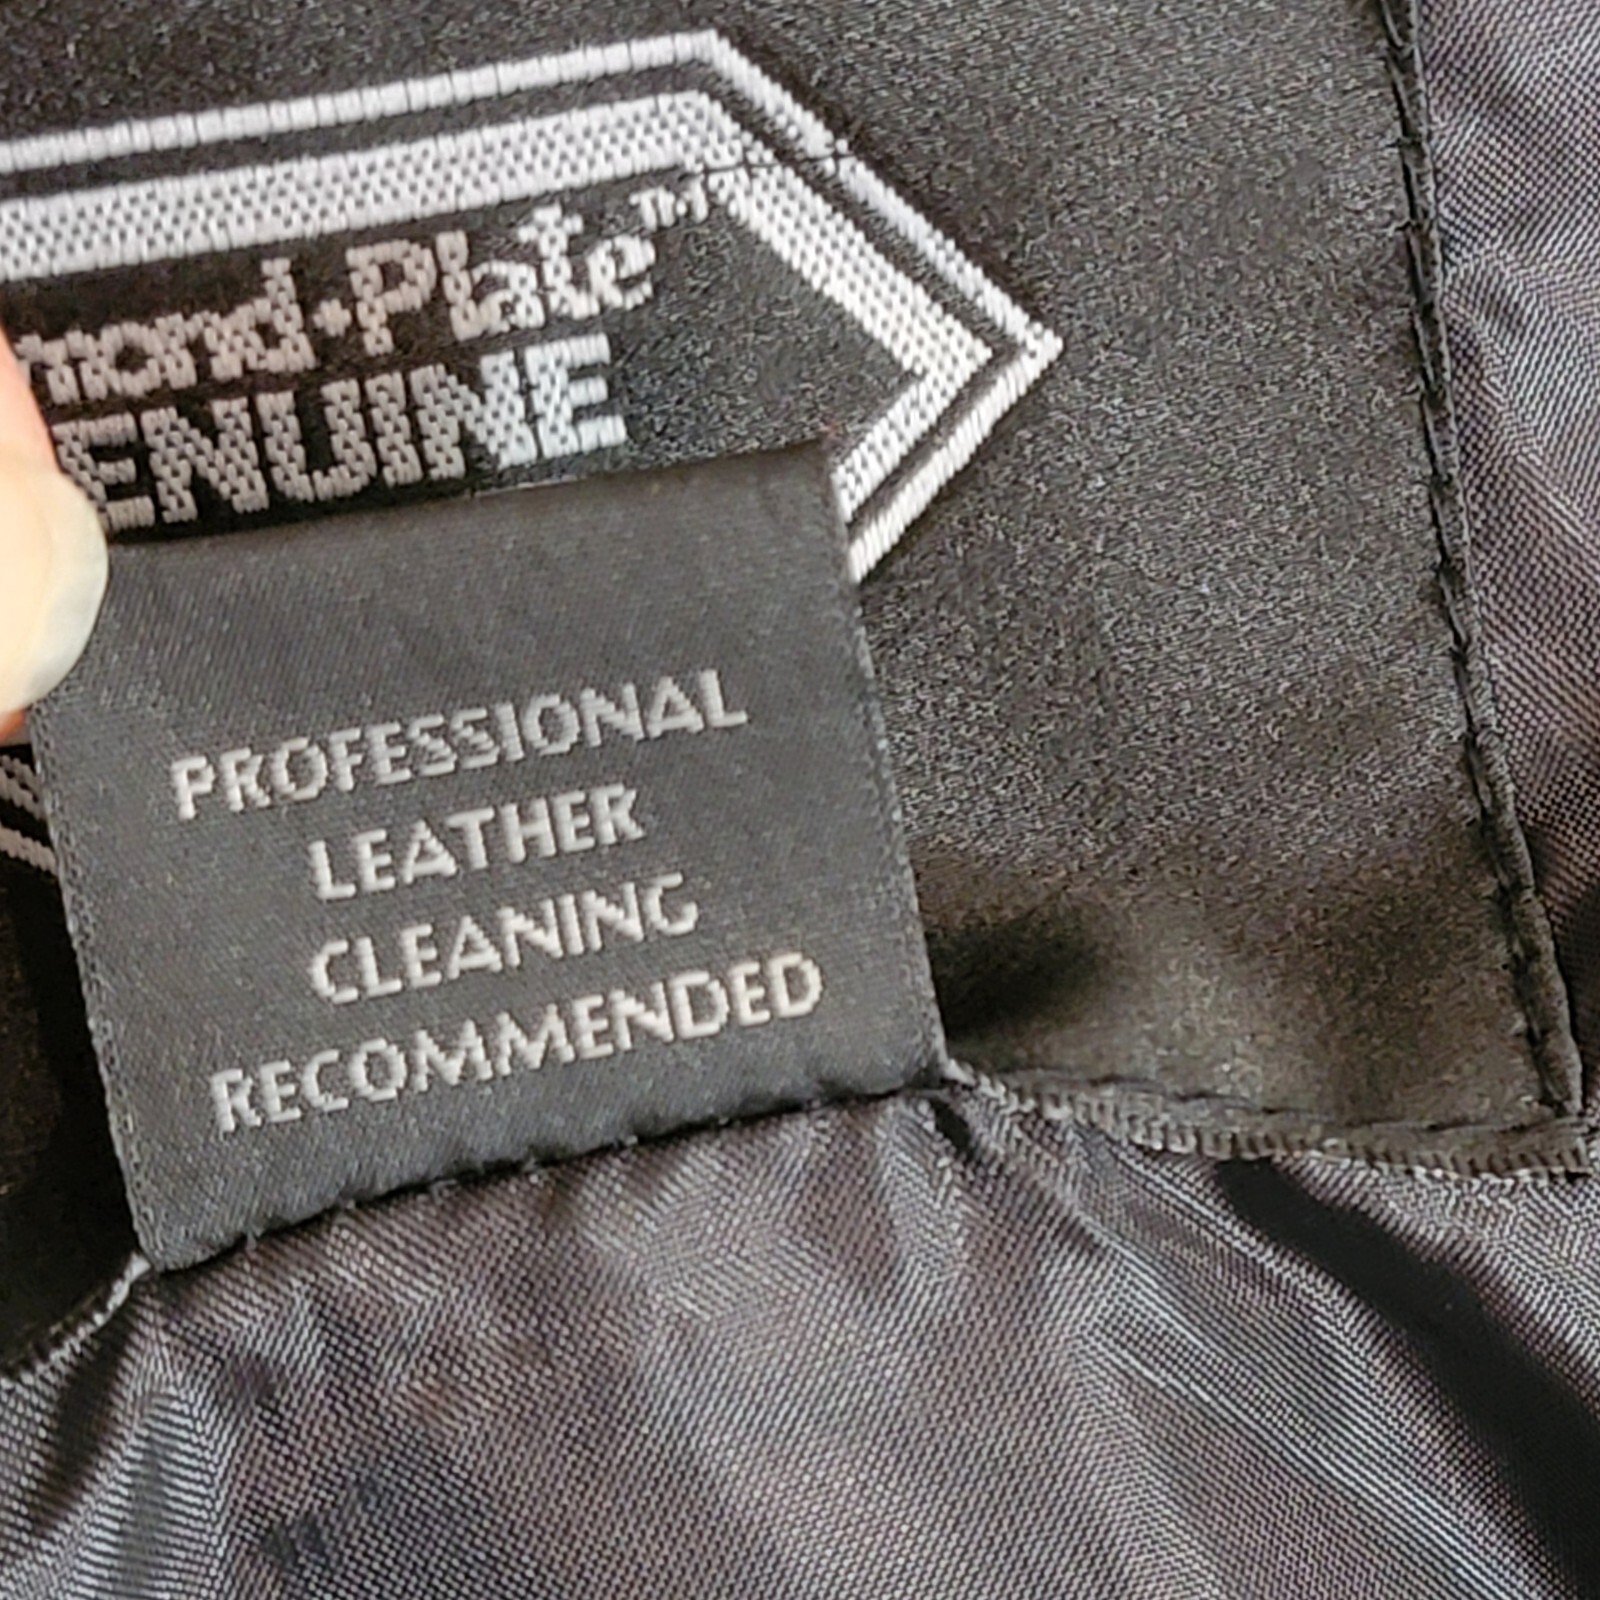 mond·Plate™
ENUINE
PROFESSIONAL
LEATHER
CLEANING
RECOMMENDED